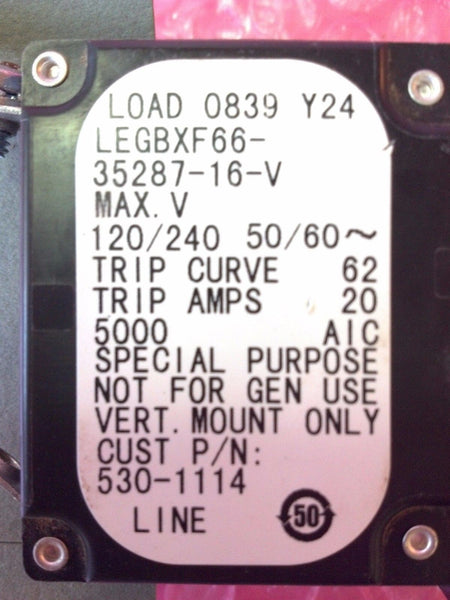 LOAD 0839 Y24
LEGBXF66-
35287-16-V
MAX. V
120/240 50/60~
TRIP CURVE 62
TRIP AMPS 20
5000 AIC
SPECIAL PURPOSE
NOT FOR GEN USE
VERT. MOUNT ONLY
CUST P/N:
530-1114
LINE 50